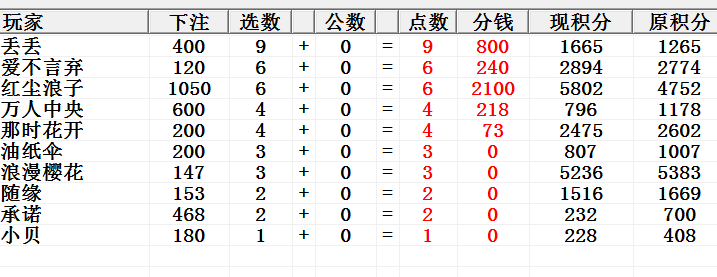 玩家 下注 选数 公数 点数 分钱 现积分 原积分
丢丢 400 9 + 0 = 9 800 1665 1265
爱不言弃 120 6 + 0 = 6 240 2894 2774
红尘浪子 1050 6 + 0 = 6 2100 5802 4752
万人中央 600 4 + 0 = 4 218 796 1178
那时花开 200 4 + 0 = 4 73 2475 2602
油纸伞 200 3 + 0 = 3 0 807 1007
浪漫樱花 147 3 + 0 = 3 0 5236 5383
随缘 153 2 + 0 = 2 0 1516 1669
承诺 468 2 + 0 = 2 0 232 700
小贝 180 1 + 0 = 1 0 228 408